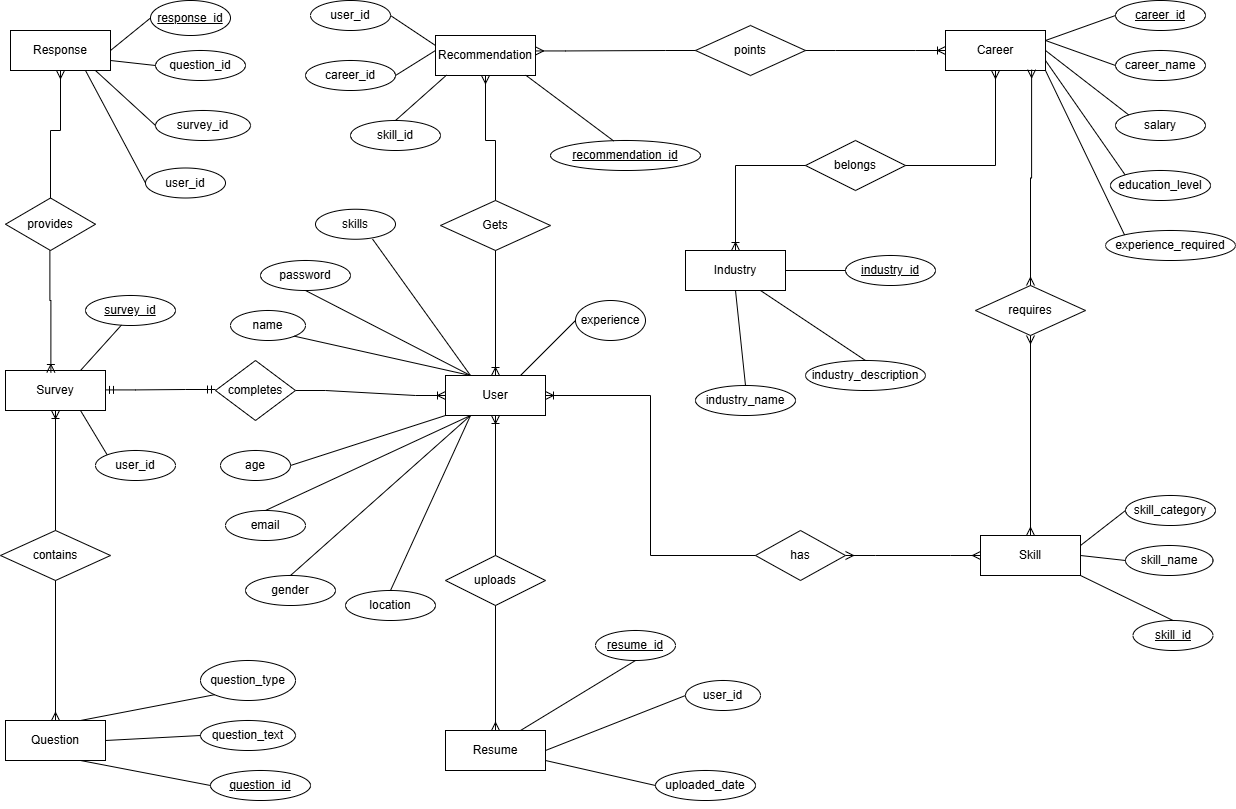 response_id
user_id
career_id
Response
Recommendation
points
Career
question_id
career_id
career_name
survey_id
skill_id
salary
recommendation_id
belongs
user_id
education_level
provides
skills
Gets
experience_required
password
Industry
industry_id
survey_id
name
experience
requires
industry_description
Survey
completes
User
industry_name
user_id
age
email
skill_category
contains
has
Skill
skill_name
gender
uploads
location
skill_id
resume_id
question_type
user_id
Question
question_text
Resume
question_id
uploaded_date